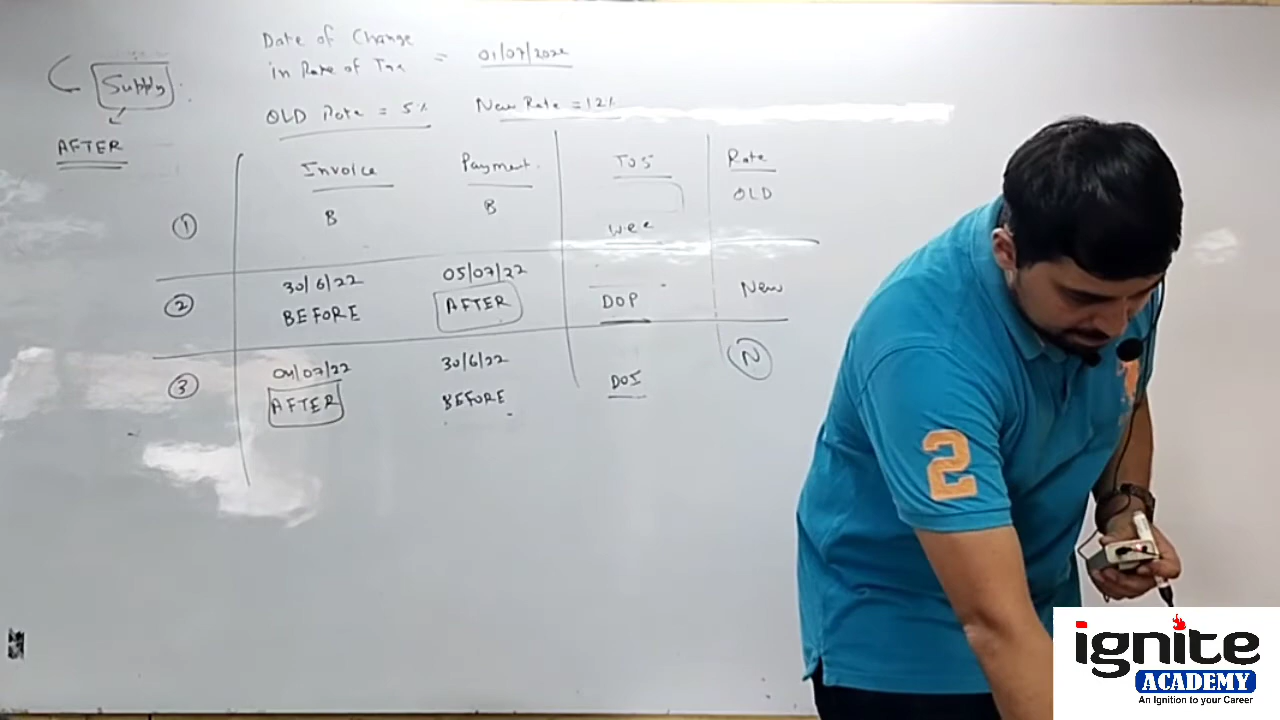 Date of Change
in Rate of Tax = 01/07/2022
Supply
OLD Rate = 5% New Rate = 12%
AFTER
Invoice Payment TOS Rate
① B B WEE OLD
30/6/22 05/07/22
② BEFORE AFTER DOP New
04/07/22 30/6/22
③ AFTER BEFORE DOI N
2
ignite
ACADEMY
An Ignition to your Career